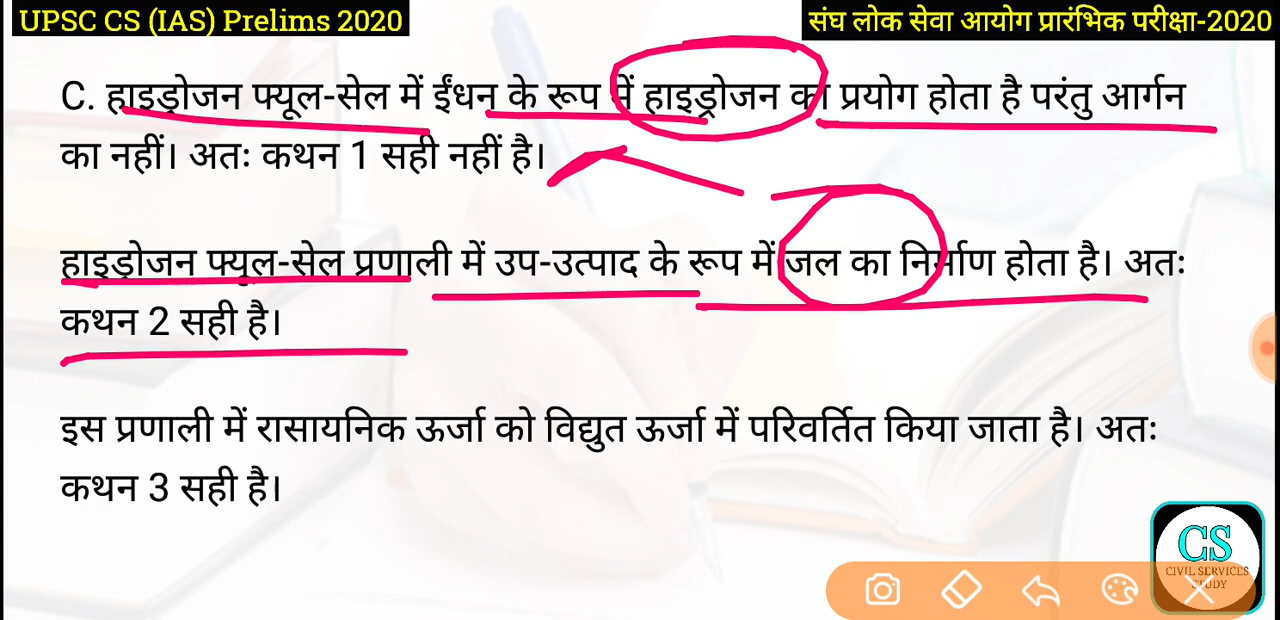 UPSC CS (IAS) Prelims 2020
संघ लोक सेवा आयोग प्रारंभिक परीक्षा-2020
C. हाइड्रोजन फ्यूल-सेल में ईंधन के रूप में हाइड्रोजन का प्रयोग होता है परंतु आर्गन
का नहीं। अतः कथन 1 सही नहीं है।
हाइड्रोजन फ्यूल-सेल प्रणाली में उप-उत्पाद के रूप में जल का निर्माण होता है। अतः
कथन 2 सही है।
इस प्रणाली में रासायनिक ऊर्जा को विद्युत ऊर्जा में परिवर्तित किया जाता है। अतः
कथन 3 सही है।
CS
CIVIL SERVICES
STUDY